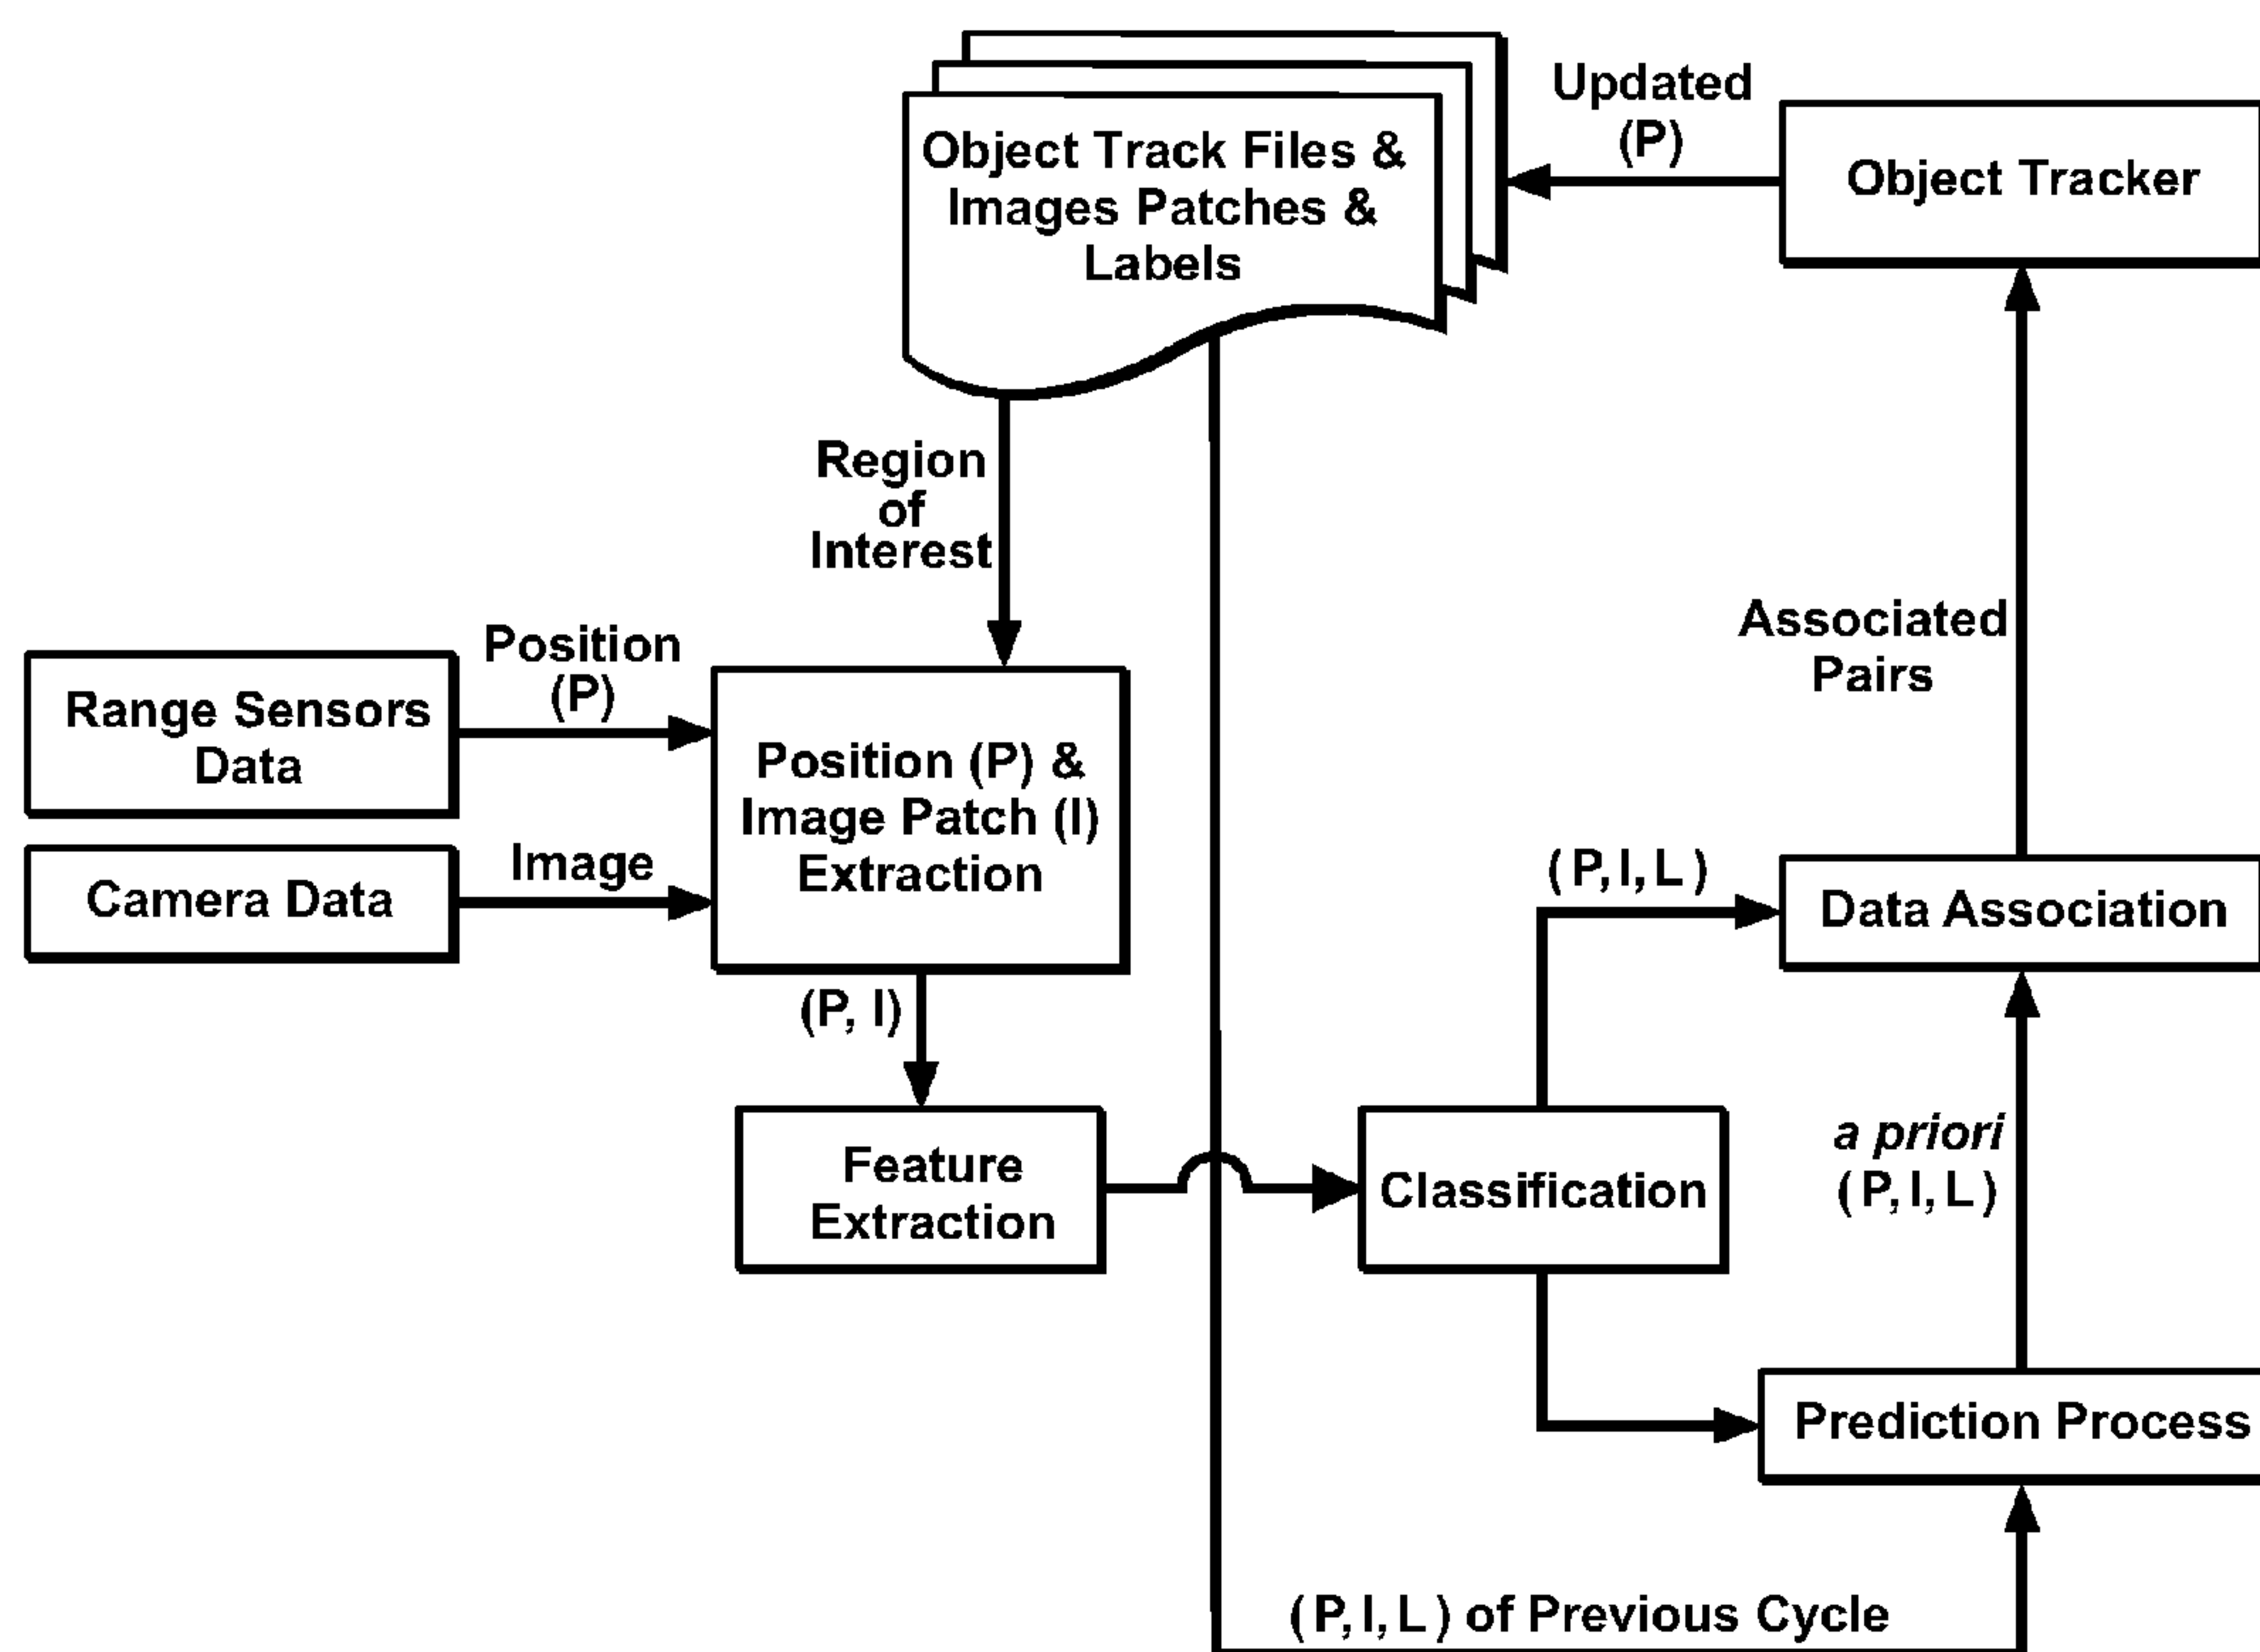 Object Track Files &
Images Patches &
Labels
Updated
(P)
Object Tracker
Region
of
Interest
Associated
Pairs
Range Sensors
Data
Position
(P)
Position (P) &
Image Patch (I)
Extraction
Camera Data
Image
(P, I)
(P, I, L)
Data Association
Feature
Extraction
Classification
a priori
(P, I, L)
Prediction Process
(P, I, L) of Previous Cycle